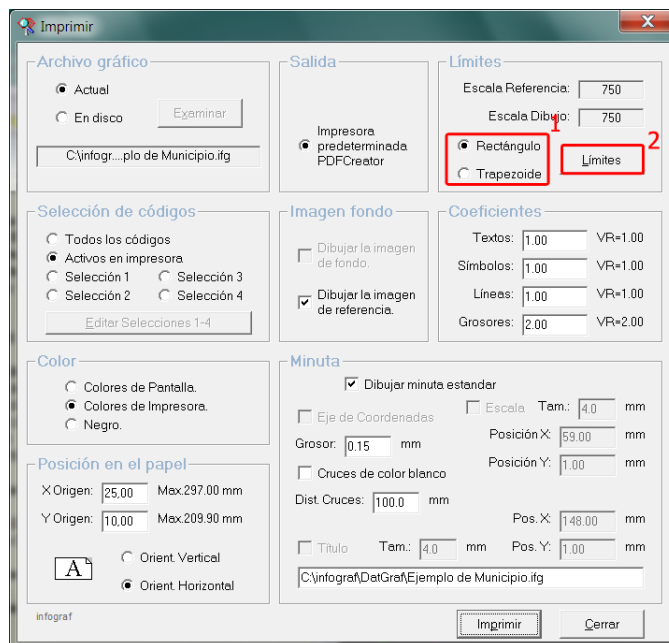 Imprimir
Archivo gráfico
Actual
En disco
Examinar
C:\infogr....plo de Municipio.ifg
Salida
Impresora
predeterminada
PDFCreator
Límites
Escala Referencia: 750
Escala Dibujo: 750
1
Rectángulo
Trapezoide
2
Límites
Selección de códigos
Todos los códigos
Activos en impresora
Selección 1 Selección 3
Selección 2 Selección 4
Editar Selecciones 1-4
Imagen fondo
Dibujar la imagen
de fondo.
Dibujar la imagen
de referencia.
Coeficientes
Textos: 1.00 VR=1.00
Símbolos: 1.00 VR=1.00
Líneas: 1.00 VR=1.00
Grosores: 2.00 VR=2.00
Color
Colores de Pantalla.
Colores de Impresora.
Negro.
Posición en el papel
X Origen: 25,00 Max.297.00 mm
Y Origen: 10,00 Max.209.90 mm
A
Orient. Vertical
Orient. Horizontal
Minuta
Dibujar minuta estandar
Eje de Coordenadas
Escala Tam.: 4.0 mm
Grosor: 0.15 mm
Posición X: 59.00 mm
Cruces de color blanco
Posición Y: 1.00 mm
Dist. Cruces: 100.0 mm
Pos. X: 148.00 mm
Título Tam.: 4.0 mm Pos. Y: 1.00 mm
C:\infograf\DatGraf\Ejemplo de Municipio.ifg
infograf
Imprimir
Cerrar